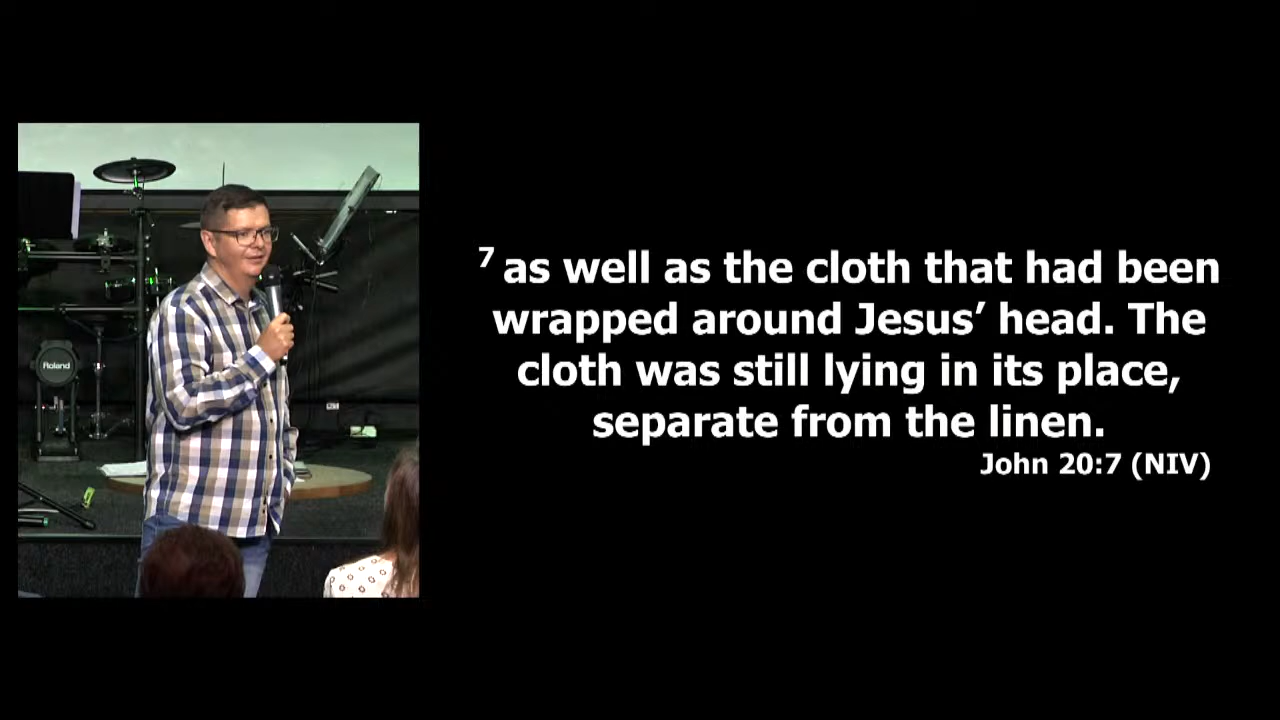 Roland
7 as well as the cloth that had been
wrapped around Jesus’ head. The
cloth was still lying in its place,
separate from the linen.
John 20:7 (NIV)